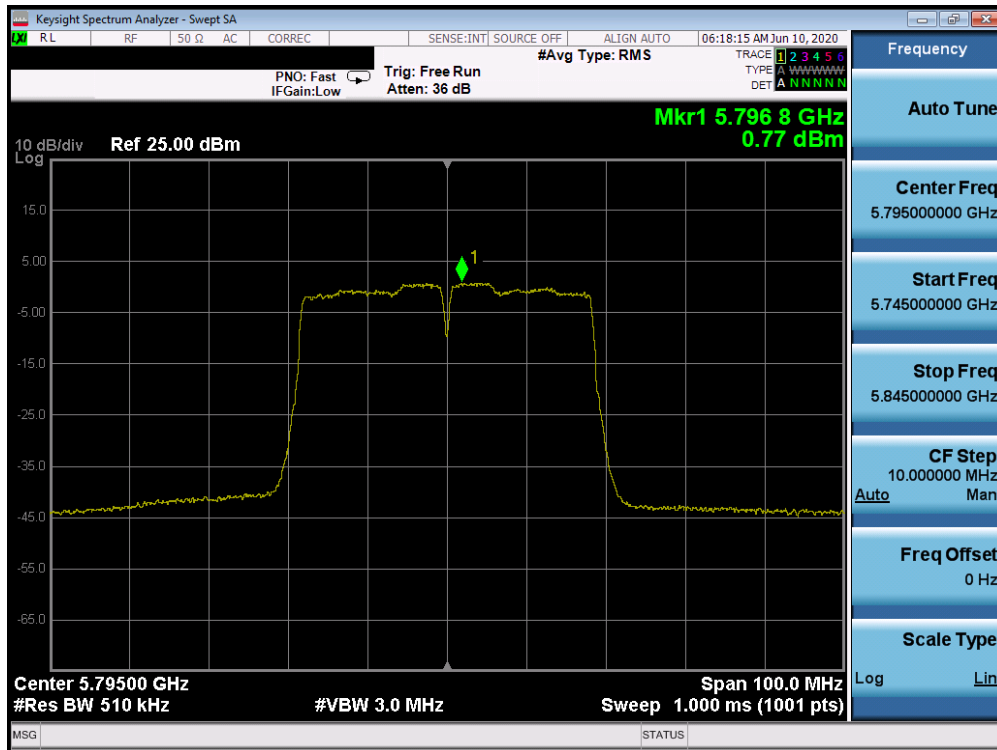 Keysight Spectrum Analyzer - Swept SA
LXI RL RF 50 Ω AC CORREC SENSE:INT SOURCE OFF ALIGN AUTO 06:18:15 AM Jun 10, 2020
#Avg Type: RMS
TRACE 1 2 3 4 5 6
TYPE A WWWWW
DET A N N N N N
PNO: Fast
IFGain:Low
Trig: Free Run
Atten: 36 dB
Mkr1 5.796 8 GHz
0.77 dBm
10 dB/div
Log
Ref 25.00 dBm
15.0
5.00
-5.00
-15.0
-25.0
-35.0
-45.0
-55.0
-65.0
1
Center 5.79500 GHz
Span 100.0 MHz
#Res BW 510 kHz
#VBW 3.0 MHz
Sweep 1.000 ms (1001 pts)
MSG
STATUS
Frequency
Auto Tune
Center Freq
5.795000000 GHz
Start Freq
5.745000000 GHz
Stop Freq
5.845000000 GHz
CF Step
10.000000 MHz
Auto Man
Freq Offset
0 Hz
Scale Type
Log Lin